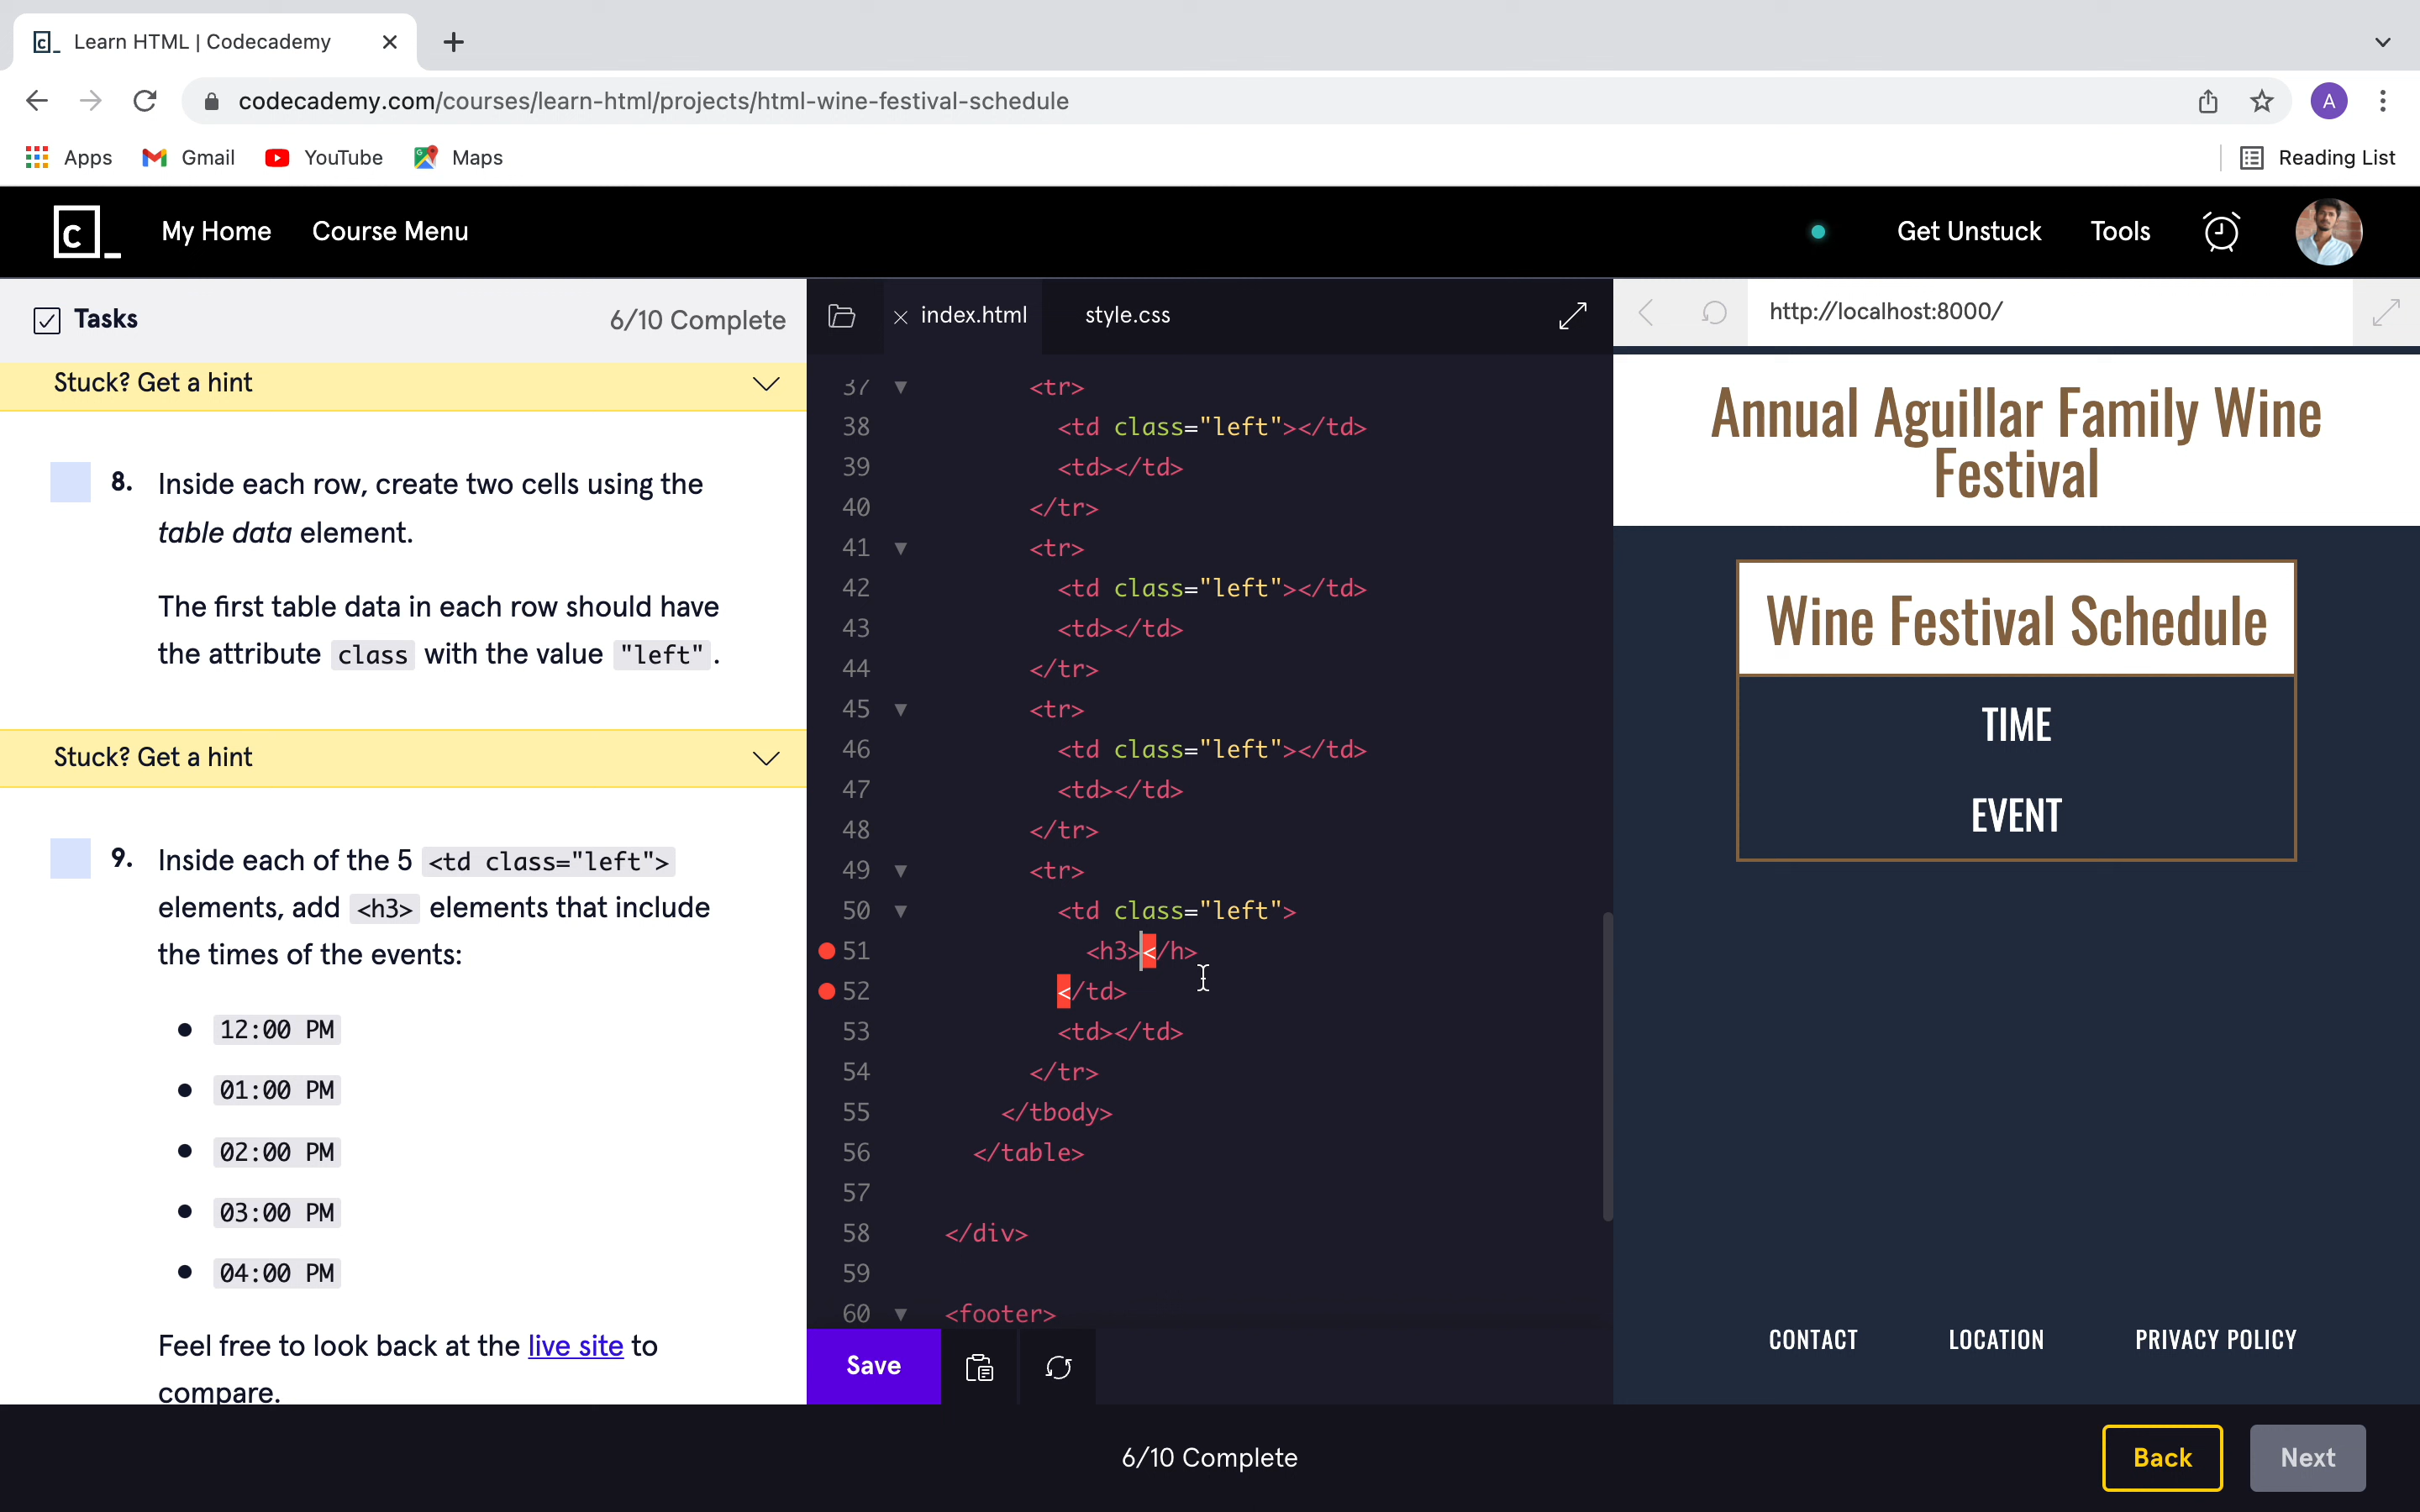 Learn HTML | Codecademy
codecademy.com/courses/learn-html/projects/html-wine-festival-schedule
A
Apps Gmail YouTube Maps Reading List
c My Home Course Menu Get Unstuck Tools
Tasks 6/10 Complete
Stuck? Get a hint
8. Inside each row, create two cells using the
table data element.
The first table data in each row should have
the attribute class with the value "left".
Stuck? Get a hint
9. Inside each of the 5 <td class="left">
elements, add <h3> elements that include
the times of the events:
12:00 PM
01:00 PM
02:00 PM
03:00 PM
04:00 PM
Feel free to look back at the live site to
compare.
index.html style.css
37 <tr>
38 <td class="left"></td>
39 <td></td>
40 </tr>
41 <tr>
42 <td class="left"></td>
43 <td></td>
44 </tr>
45 <tr>
46 <td class="left"></td>
47 <td></td>
48 </tr>
49 <tr>
50 <td class="left">
51 <h3></h>
52 </td>
53 <td></td>
54 </tr>
55 </tbody>
56 </table>
57
58 </div>
59
60 <footer>
Save
http://localhost:8000/
Annual Aguillar Family Wine
Festival
Wine Festival Schedule
TIME
EVENT
CONTACT LOCATION PRIVACY POLICY
6/10 Complete
Back Next